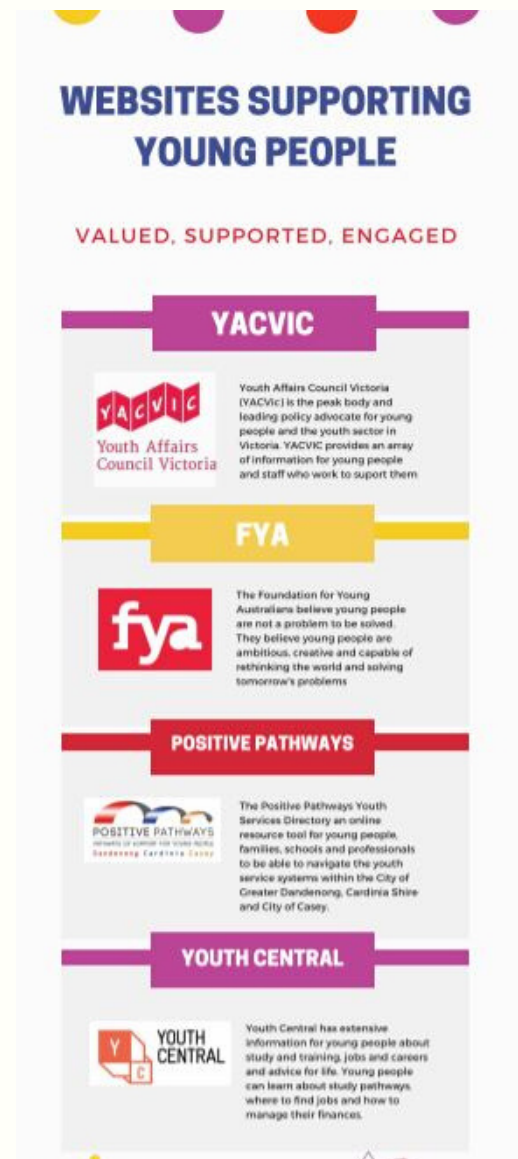 WEBSITES SUPPORTING
YOUNG PEOPLE
VALUED, SUPPORTED, ENGAGED
YACVIC
YACVIC
Youth Affairs
Council Victoria
Youth Affairs Council Victoria
(YACVic) is the peak body and
leading policy advocate for young
people and the youth sector in
Victoria. YACVIC provides an array
of information for young people
and staff who work to suport them
FYA
fya
The Foundation for Young
Australians believe young people
are not a problem to be solved.
They believe young people are
ambitious, creative and capable of
rethinking the world and solving
tomorrow's problems
POSITIVE PATHWAYS
POSITIVE PATHWAYS
PATHWAYS OF SUPPORT FOR YOUNG PEOPLE
Dandenong Cardinia Casey
The Positive Pathways Youth
Services Directory an online
resource tool for young people,
families, schools and professionals
to be able to navigate the youth
service systems within the City of
Greater Dandenong, Cardinia Shire
and City of Casey.
YOUTH CENTRAL
Y
C
YOUTH
CENTRAL
Youth Central has extensive
information for young people about
study and training, jobs and careers
and advice for life. Young people
can learn about study pathways
where to find jobs and how to
manage their finances.